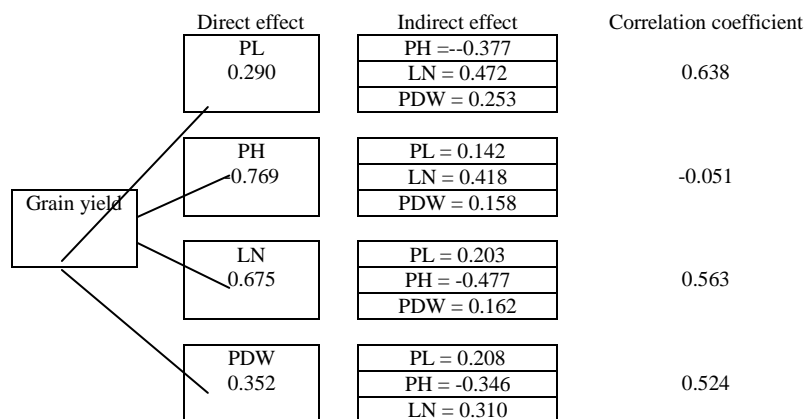 Direct effect Indirect effect Correlation coefficient
PL
0.290
PH =--0.377
LN = 0.472
PDW = 0.253
0.638
PH
-0.769
PL = 0.142
LN = 0.418
PDW = 0.158
-0.051
Grain yield
LN
0.675
PL = 0.203
PH = -0.477
PDW = 0.162
0.563
PDW
0.352
PL = 0.208
PH = -0.346
LN = 0.310
0.524